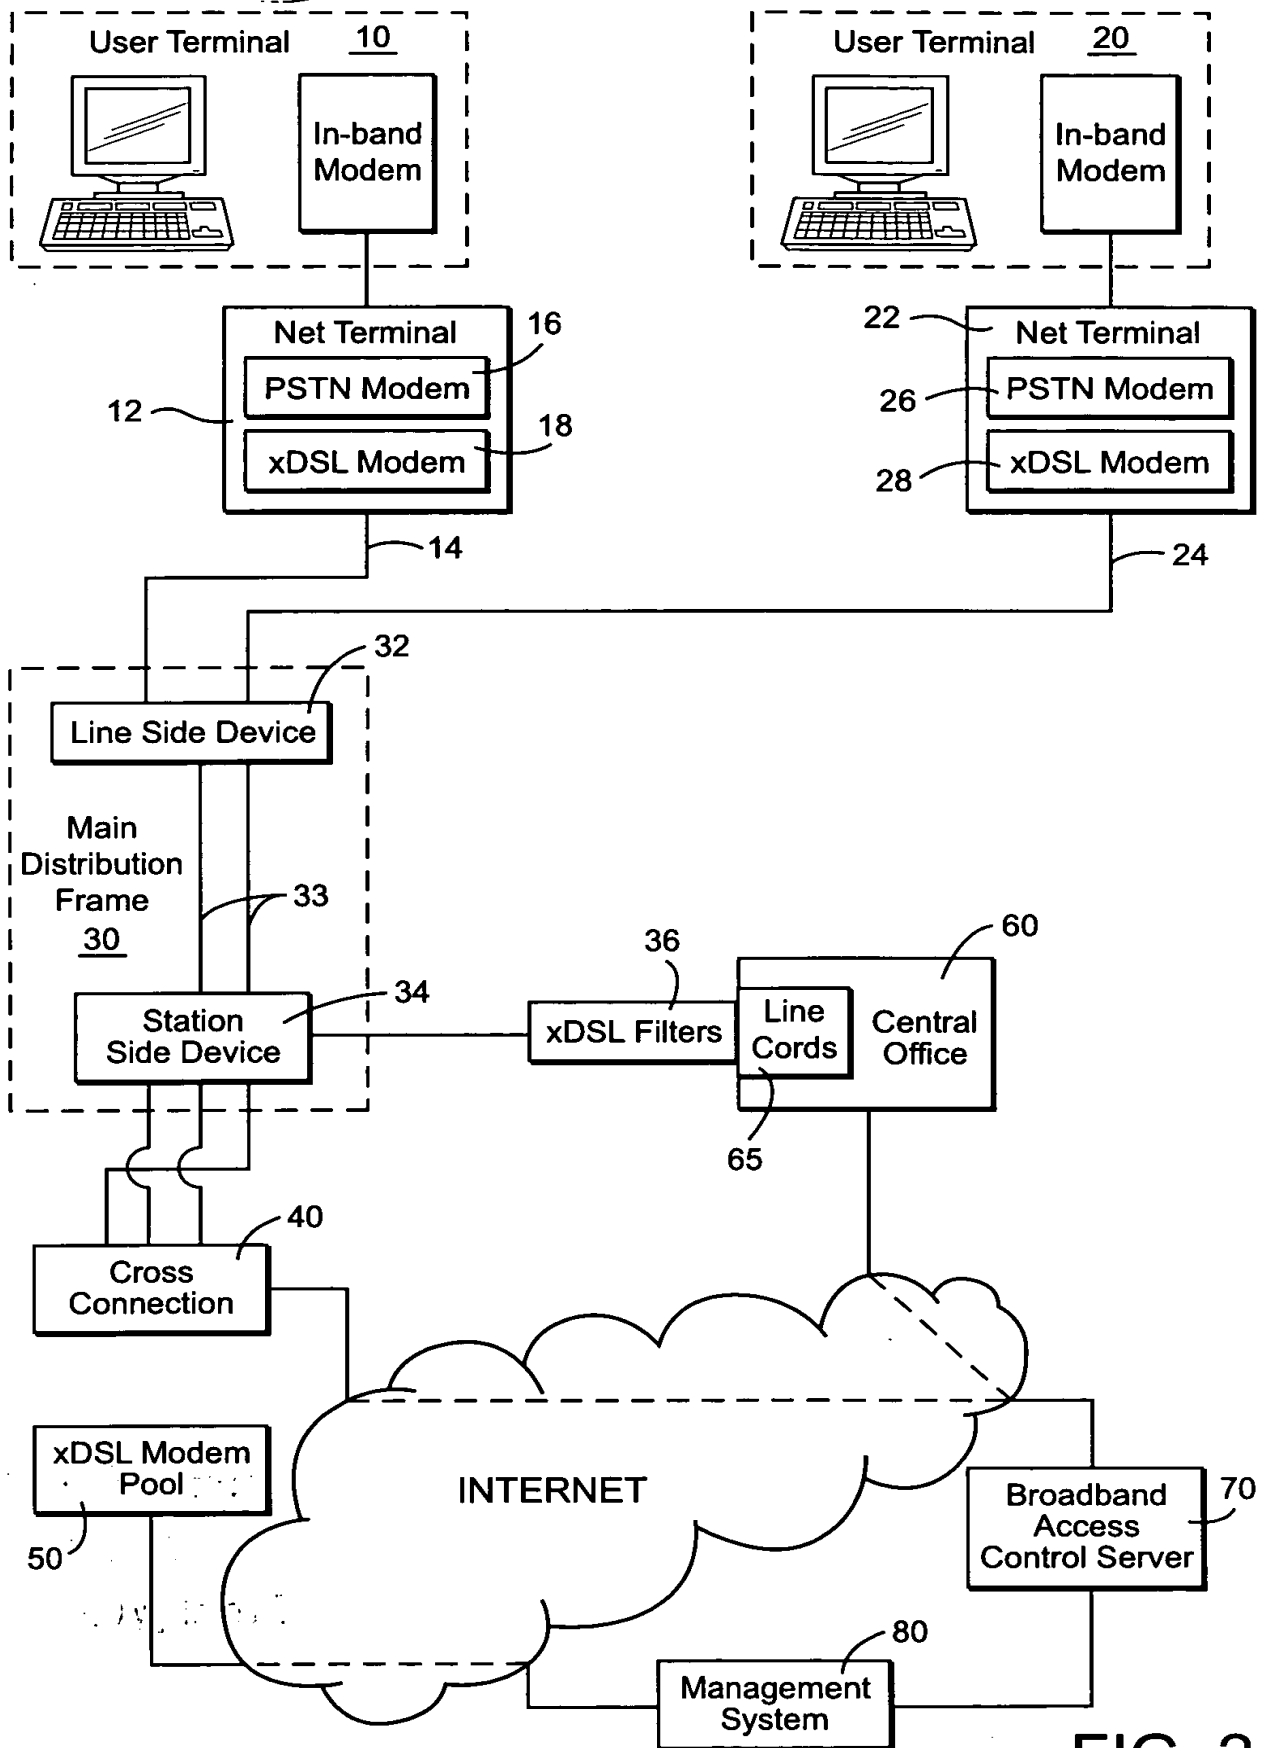 User Terminal 10
In-band
Modem
User Terminal 20
In-band
Modem
Net Terminal
16
PSTN Modem
12
18
xDSL Modem
22
Net Terminal
26
PSTN Modem
28
xDSL Modem
14
24
32
Line Side Device
Main
Distribution
Frame
30
33
34
Station
Side Device
36
xDSL Filters
60
Line
Cords
Central
Office
65
40
Cross
Connection
xDSL Modem
Pool
50
INTERNET
70
Broadband
Access
Control Server
80
Management
System